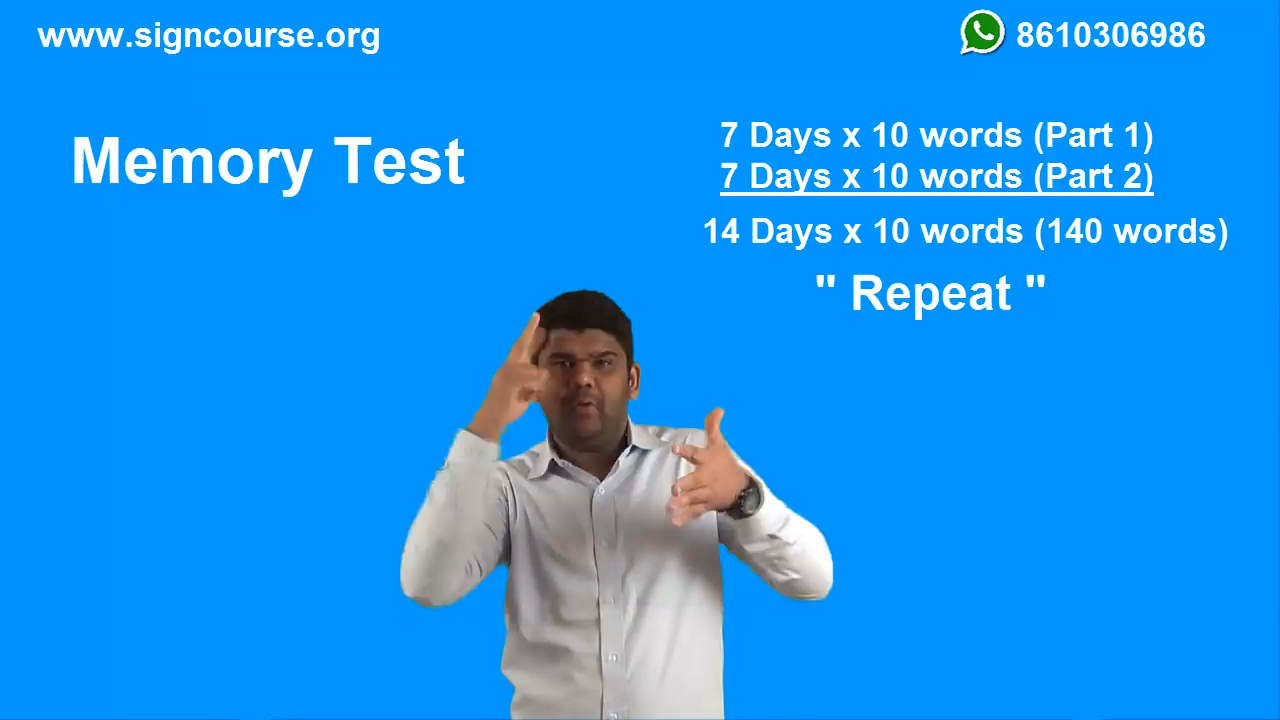 www.signcourse.org
8610306986
Memory Test
7 Days x 10 words (Part 1)
7 Days x 10 words (Part 2)
14 Days x 10 words (140 words)
" Repeat "